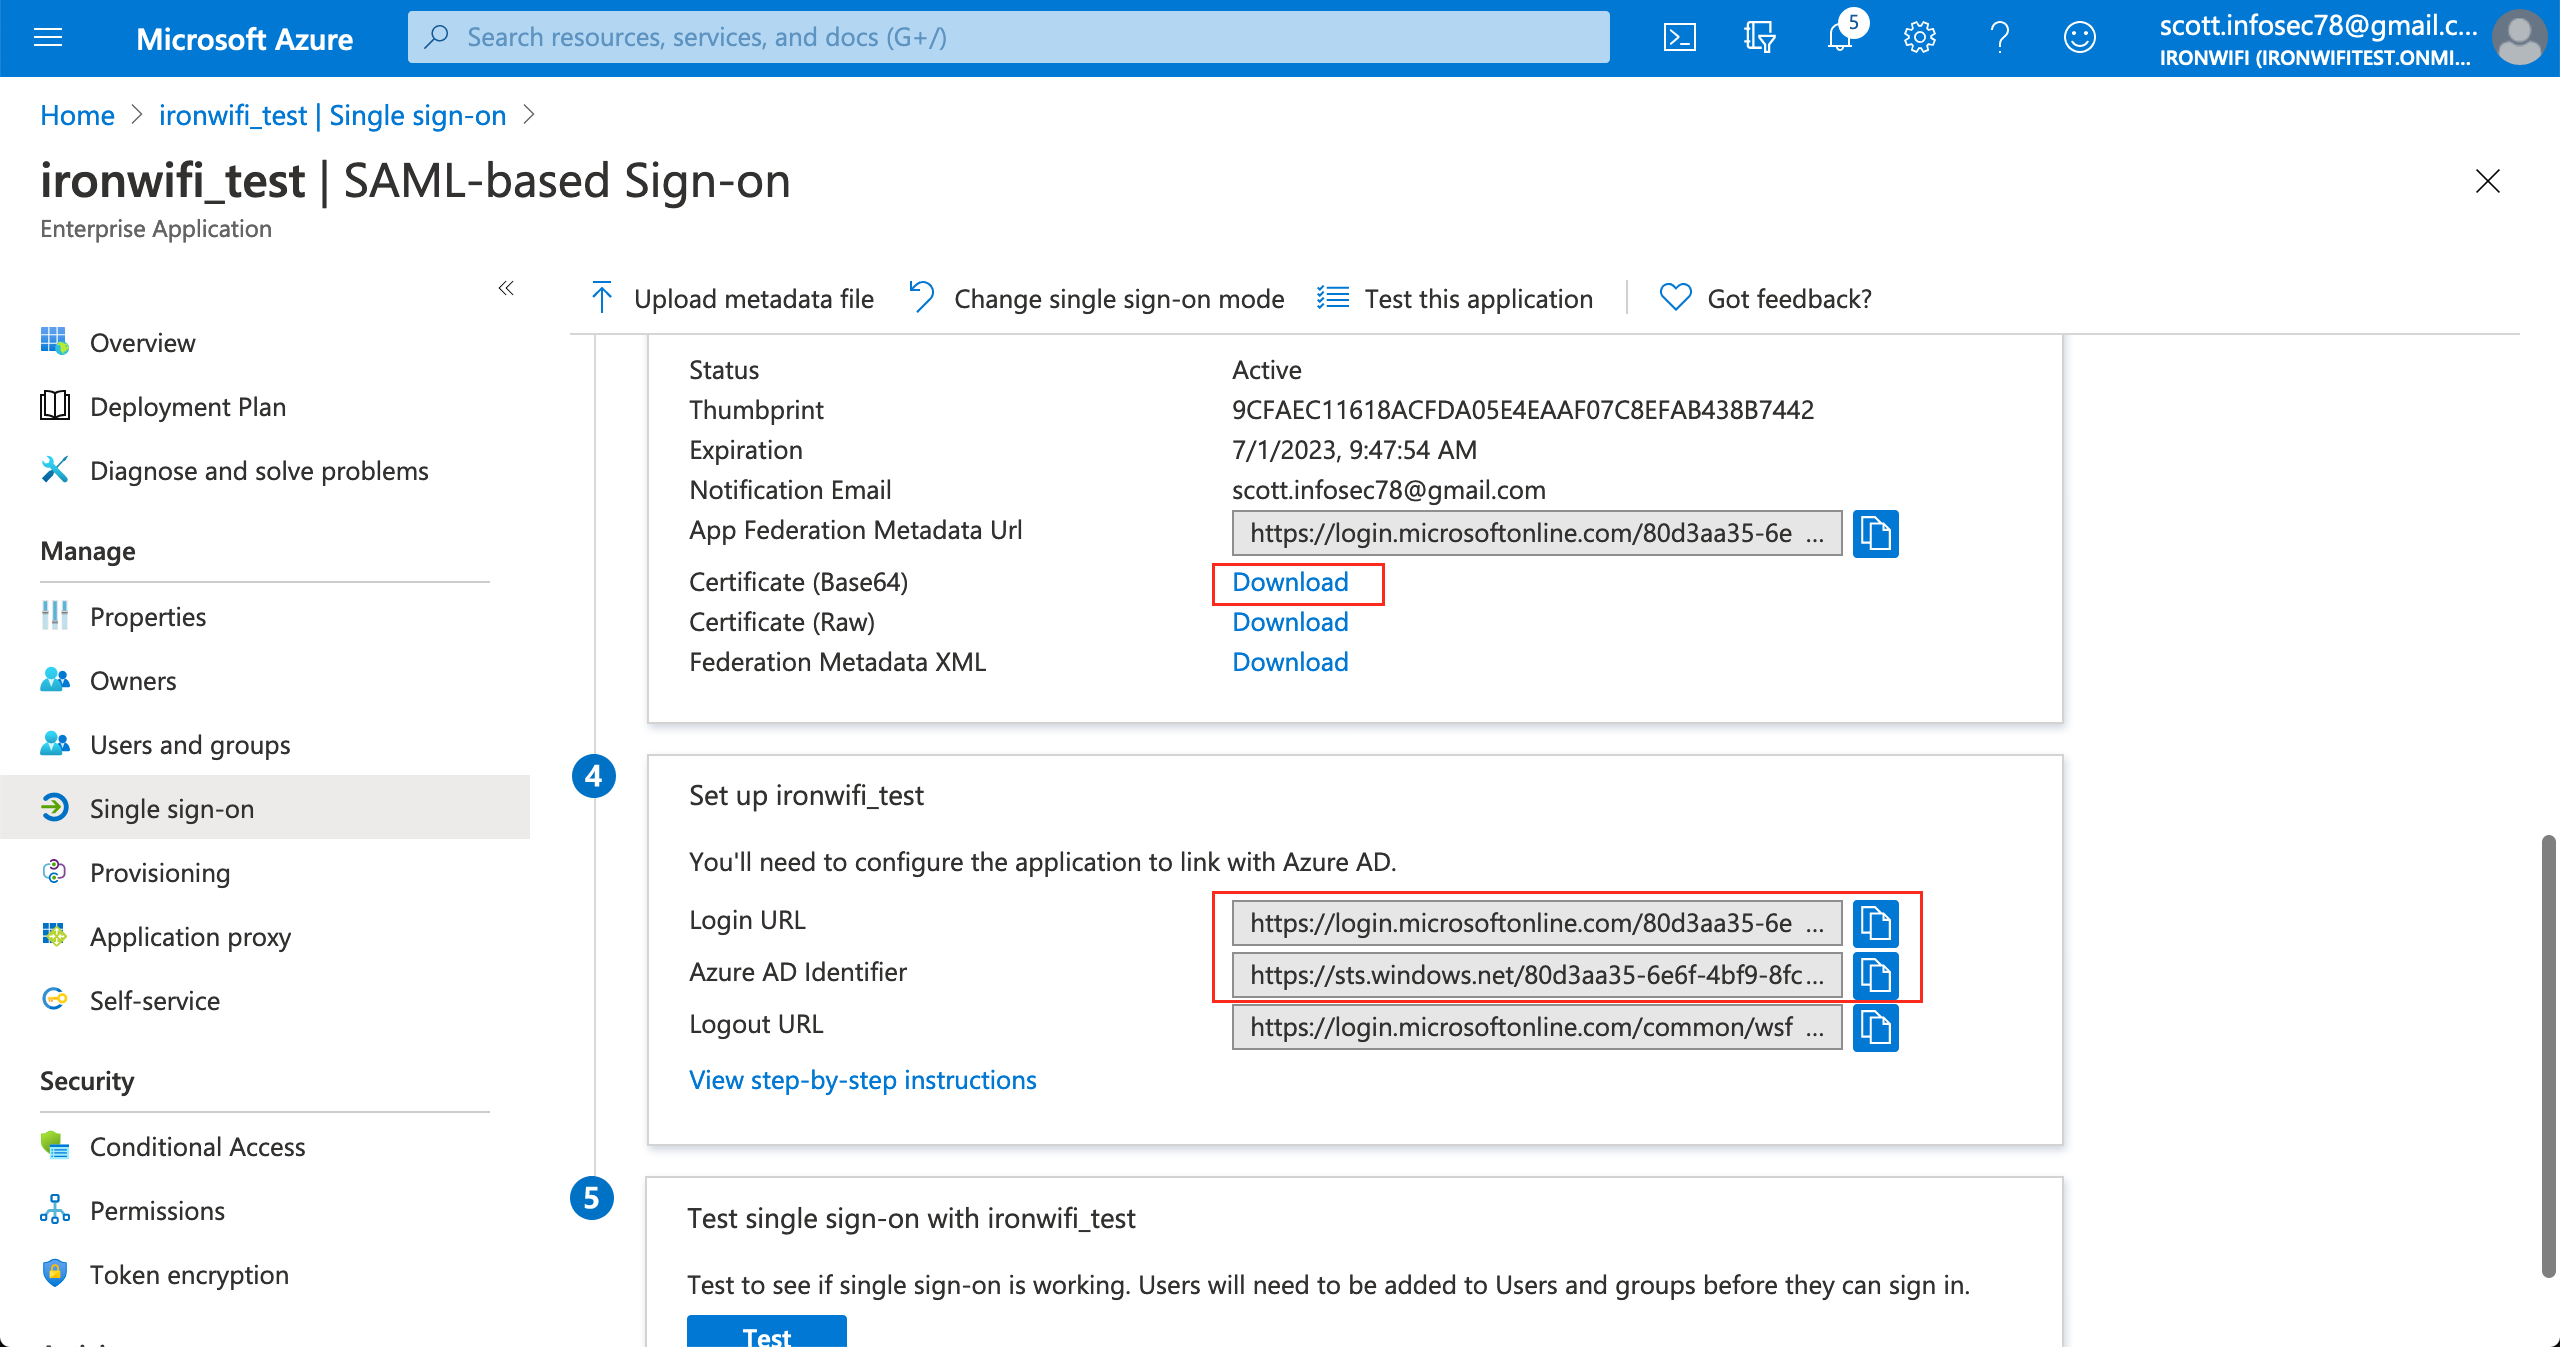 Microsoft Azure
Search resources, services, and docs (G+/)
5
scott.infosec78@gmail.c...
IRONWIFI (IRONWIFITEST.ONMI...
Home > ironwifi_test | Single sign-on >
ironwifi_test | SAML-based Sign-on
Enterprise Application
«
Overview
Deployment Plan
Diagnose and solve problems
Manage
Properties
Owners
Users and groups
Single sign-on
Provisioning
Application proxy
Self-service
Security
Conditional Access
Permissions
Token encryption
Upload metadata file
Change single sign-on mode
Test this application
Got feedback?
Status Active
Thumbprint 9CFAEC11618ACFDA05E4EAAF07C8EFAB438B7442
Expiration 7/1/2023, 9:47:54 AM
Notification Email scott.infosec78@gmail.com
App Federation Metadata Url https://login.microsoftonline.com/80d3aa35-6e ...
Certificate (Base64) Download
Certificate (Raw) Download
Federation Metadata XML Download
4
Set up ironwifi_test
You'll need to configure the application to link with Azure AD.
Login URL https://login.microsoftonline.com/80d3aa35-6e ...
Azure AD Identifier https://sts.windows.net/80d3aa35-6e6f-4bf9-8fc...
Logout URL https://login.microsoftonline.com/common/wsf ...
View step-by-step instructions
5
Test single sign-on with ironwifi_test
Test to see if single sign-on is working. Users will need to be added to Users and groups before they can sign in.
Test